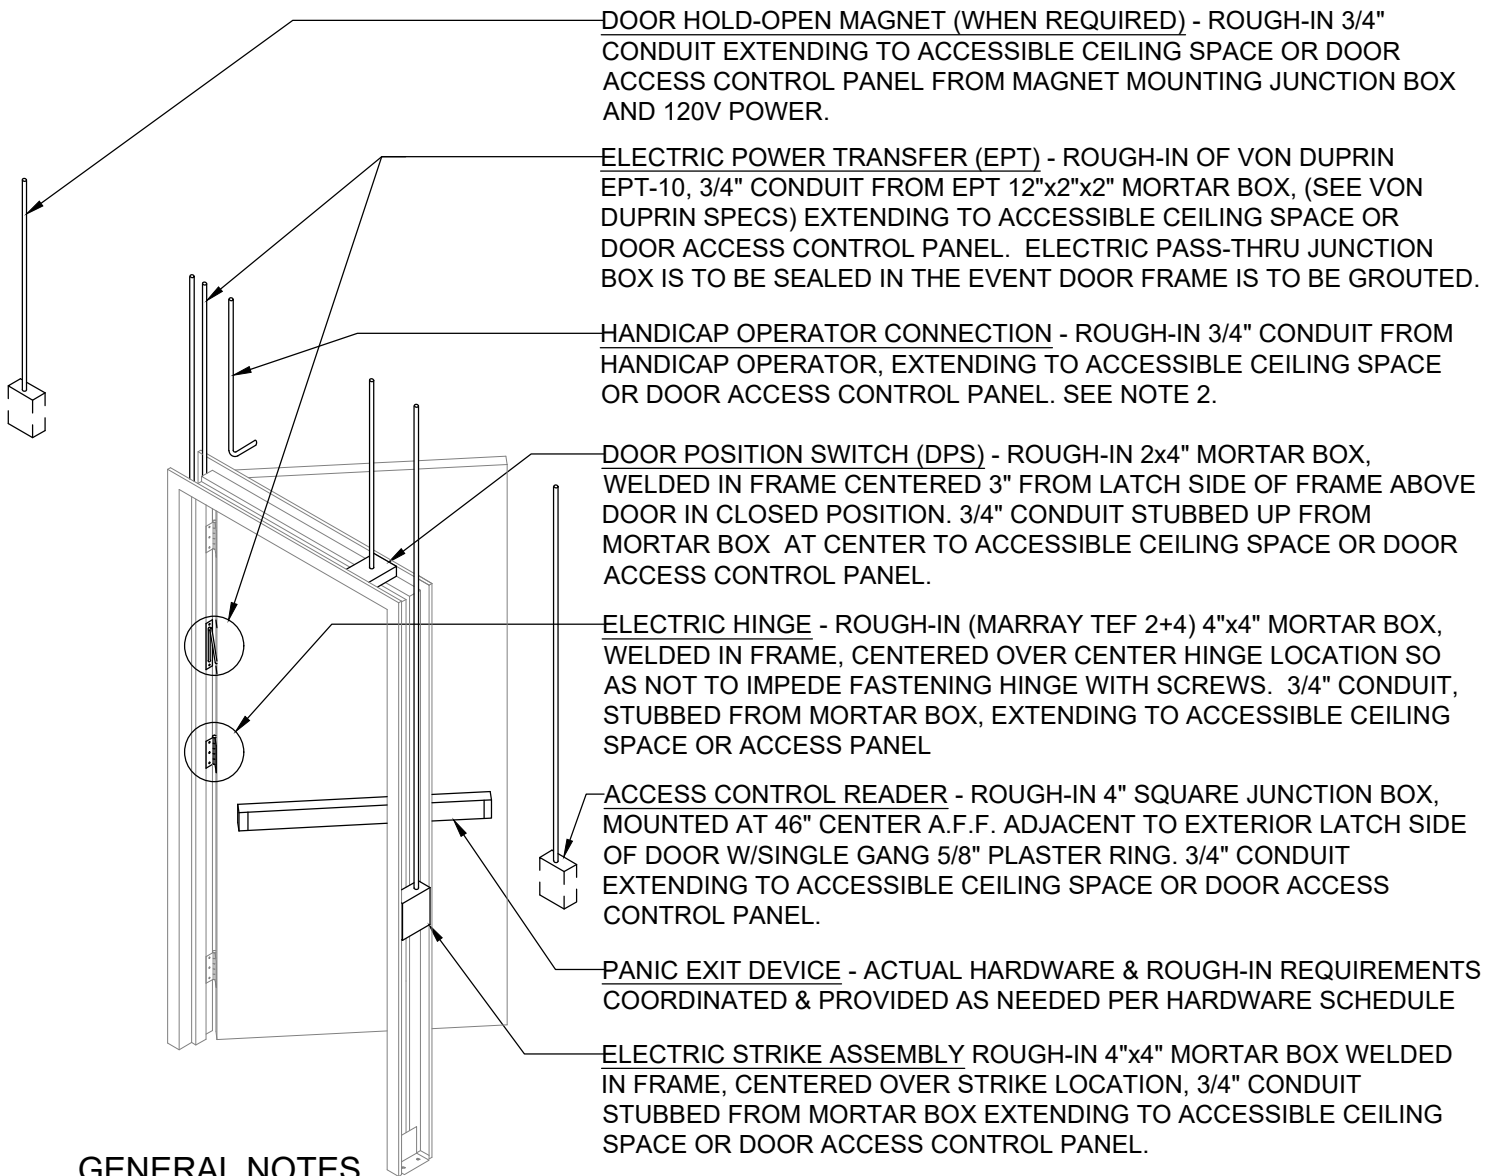 DOOR HOLD-OPEN MAGNET (WHEN REQUIRED) - ROUGH-IN 3/4"
CONDUIT EXTENDING TO ACCESSIBLE CEILING SPACE OR DOOR
ACCESS CONTROL PANEL FROM MAGNET MOUNTING JUNCTION BOX
AND 120V POWER.
ELECTRIC POWER TRANSFER (EPT) - ROUGH-IN OF VON DUPRIN
EPT-10, 3/4" CONDUIT FROM EPT 12"x2"x2" MORTAR BOX, (SEE VON
DUPRIN SPECS) EXTENDING TO ACCESSIBLE CEILING SPACE OR
DOOR ACCESS CONTROL PANEL. ELECTRIC PASS-THRU JUNCTION
BOX IS TO BE SEALED IN THE EVENT DOOR FRAME IS TO BE GROUTED.
HANDICAP OPERATOR CONNECTION - ROUGH-IN 3/4" CONDUIT FROM
HANDICAP OPERATOR, EXTENDING TO ACCESSIBLE CEILING SPACE
OR DOOR ACCESS CONTROL PANEL. SEE NOTE 2.
DOOR POSITION SWITCH (DPS) - ROUGH-IN 2x4" MORTAR BOX,
WELDED IN FRAME CENTERED 3" FROM LATCH SIDE OF FRAME ABOVE
DOOR IN CLOSED POSITION. 3/4" CONDUIT STUBBED UP FROM
MORTAR BOX AT CENTER TO ACCESSIBLE CEILING SPACE OR DOOR
ACCESS CONTROL PANEL.
ELECTRIC HINGE - ROUGH-IN (MARRAY TEF 2+4) 4"x4" MORTAR BOX,
WELDED IN FRAME, CENTERED OVER CENTER HINGE LOCATION SO
AS NOT TO IMPEDE FASTENING HINGE WITH SCREWS. 3/4" CONDUIT,
STUBBED FROM MORTAR BOX, EXTENDING TO ACCESSIBLE CEILING
SPACE OR ACCESS PANEL
ACCESS CONTROL READER - ROUGH-IN 4" SQUARE JUNCTION BOX,
MOUNTED AT 46" CENTER A.F.F. ADJACENT TO EXTERIOR LATCH SIDE
OF DOOR W/SINGLE GANG 5/8" PLASTER RING. 3/4" CONDUIT
EXTENDING TO ACCESSIBLE CEILING SPACE OR DOOR ACCESS
CONTROL PANEL.
PANIC EXIT DEVICE - ACTUAL HARDWARE & ROUGH-IN REQUIREMENTS
COORDINATED & PROVIDED AS NEEDED PER HARDWARE SCHEDULE
ELECTRIC STRIKE ASSEMBLY ROUGH-IN 4"x4" MORTAR BOX WELDED
IN FRAME, CENTERED OVER STRIKE LOCATION, 3/4" CONDUIT
STUBBED FROM MORTAR BOX EXTENDING TO ACCESSIBLE CEILING
SPACE OR DOOR ACCESS CONTROL PANEL.
GENERAL NOTES